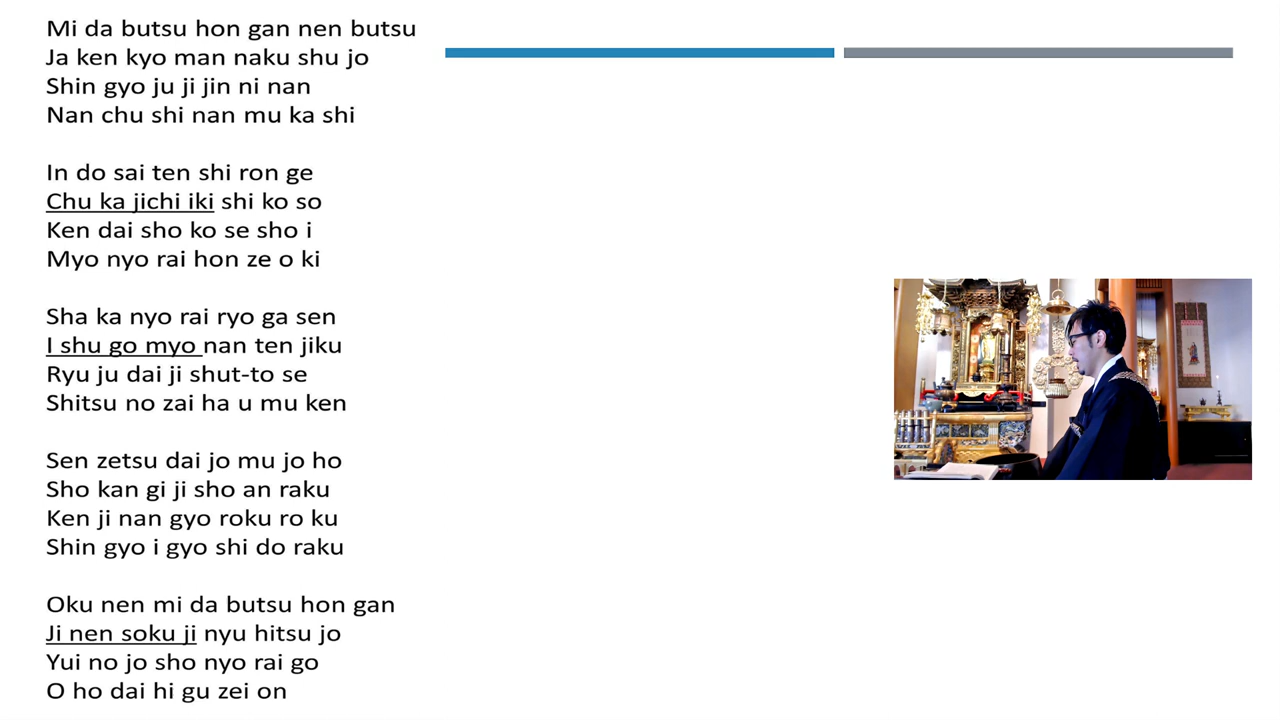 Mi da butsu hon gan nen butsu
Ja ken kyo man naku shu jo
Shin gyo ju ji jin ni nan
Nan chu shi nan mu ka shi
In do sai ten shi ron ge
Chu ka jichi iki shi ko so
Ken dai sho ko se sho i
Myo nyo rai hon ze o ki
Sha ka nyo rai ryo ga sen
I shu go myo nan ten jiku
Ryu ju dai ji shut-to se
Shitsu no zai ha u mu ken
Sen zetsu dai jo mu jo ho
Sho kan gi ji sho an raku
Ken ji nan gyo roku ro ku
Shin gyo i gyo shi do raku
Oku nen mi da butsu hon gan
Ji nen soku ji nyu hitsu jo
Yui no jo sho nyo rai go
O ho dai hi gu zei on